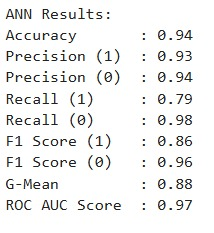 ANN Results:
Accuracy      : 0.94
Precision (1) : 0.93
Precision (0) : 0.94
Recall (1)    : 0.79
Recall (0)    : 0.98
F1 Score (1)  : 0.86
F1 Score (0)  : 0.96
G-Mean        : 0.88
ROC AUC Score : 0.97